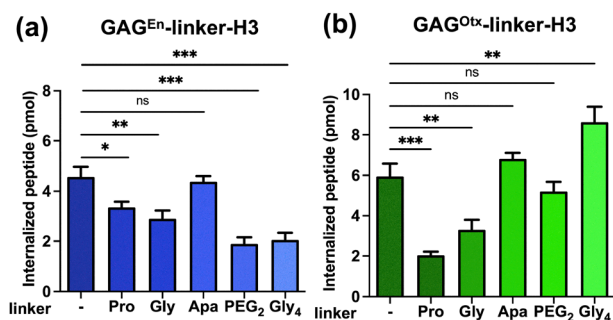 (a)
GAGEn-linker-H3
Internalized peptide (pmol)
8
6
4
2
0
***
***
ns
**
*
linker
- Pro Gly Apa PEG2 Gly4
(b)
GAGOtx-linker-H3
Internalized peptide (pmol)
10
8
6
4
2
0
**
ns
ns
**
***
linker
- Pro Gly Apa PEG2 Gly4